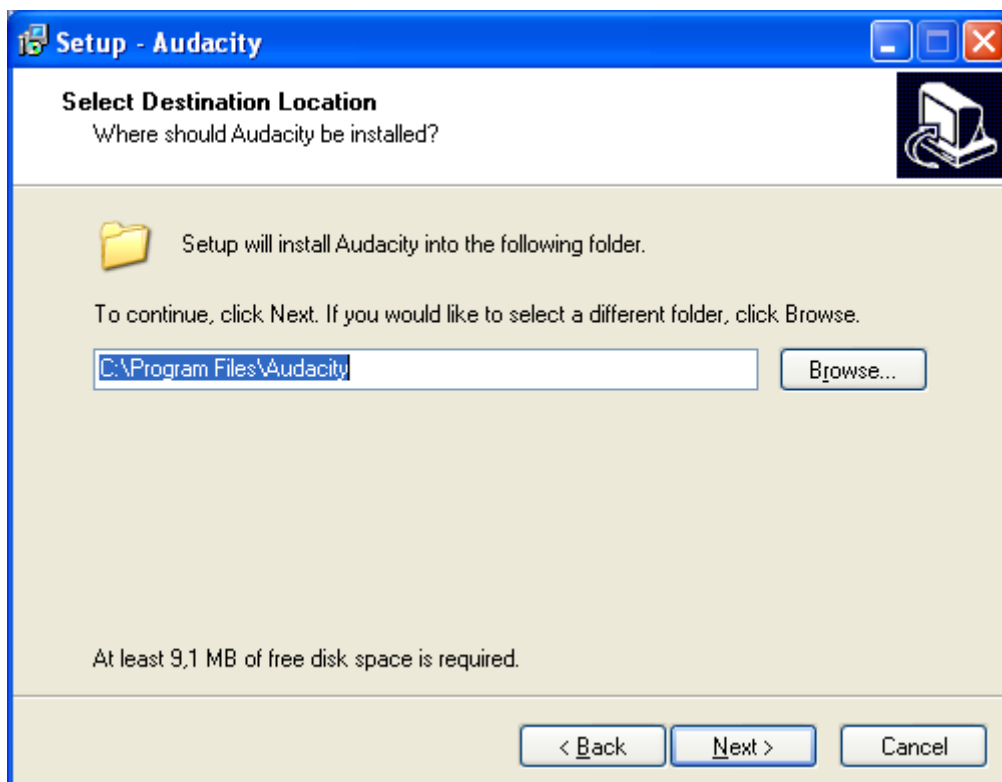 Setup - Audacity
Select Destination Location
Where should Audacity be installed?
Setup will install Audacity into the following folder.
To continue, click Next. If you would like to select a different folder, click Browse.
C:\Program Files\Audacity
Browse...
At least 9,1 MB of free disk space is required.
< Back
Next >
Cancel